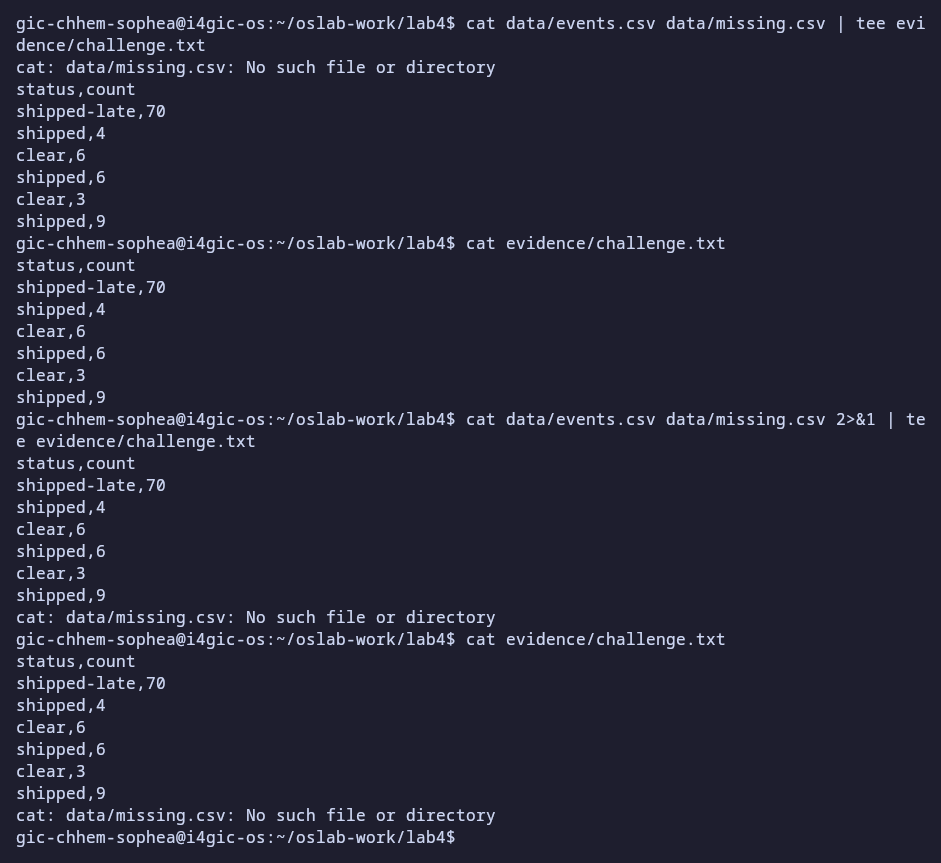 gic-chhem-sophea@i4gic-os:~/oslab-work/lab4$ cat data/events.csv data/missing.csv | tee evi
dence/challenge.txt
cat: data/missing.csv: No such file or directory
status,count
shipped-late,70
shipped,4
clear,6
shipped,6
clear,3
shipped,9
gic-chhem-sophea@i4gic-os:~/oslab-work/lab4$ cat evidence/challenge.txt
status,count
shipped-late,70
shipped,4
clear,6
shipped,6
clear,3
shipped,9
gic-chhem-sophea@i4gic-os:~/oslab-work/lab4$ cat data/events.csv data/missing.csv 2>&1 | te
e evidence/challenge.txt
status,count
shipped-late,70
shipped,4
clear,6
shipped,6
clear,3
shipped,9
cat: data/missing.csv: No such file or directory
gic-chhem-sophea@i4gic-os:~/oslab-work/lab4$ cat evidence/challenge.txt
status,count
shipped-late,70
shipped,4
clear,6
shipped,6
clear,3
shipped,9
cat: data/missing.csv: No such file or directory
gic-chhem-sophea@i4gic-os:~/oslab-work/lab4$